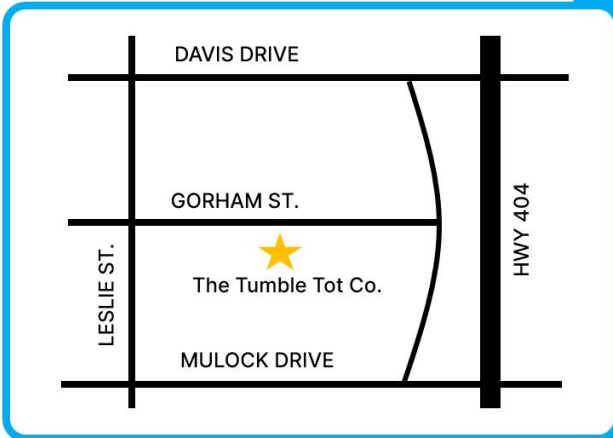 DAVIS DRIVE
GORHAM ST.
HWY 404
LESLIE ST.
The Tumble Tot Co.
MULOCK DRIVE